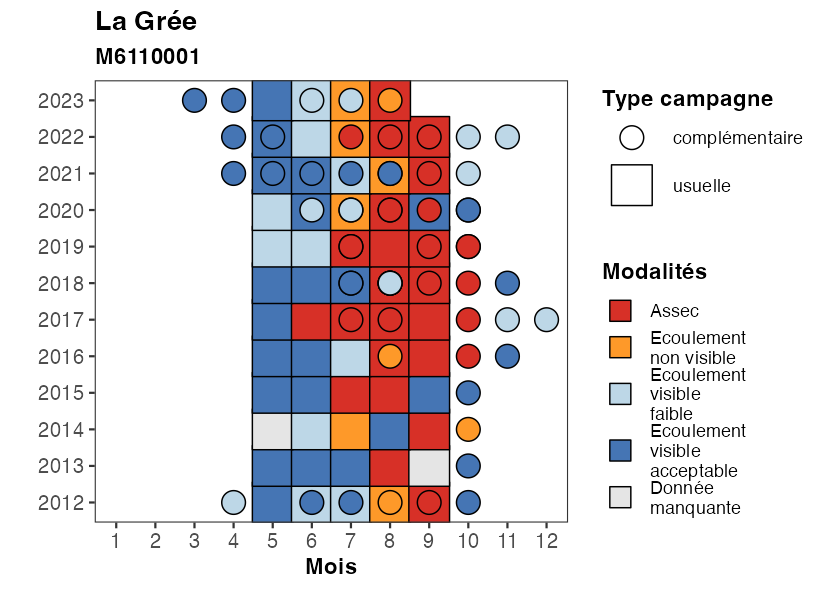 La Grée
M6110001
2023
2022
2021
2020
2019
2018
2017
2016
2015
2014
2013
2012
1 2 3 4 5 6 7 8 9 10 11 12
Mois
Type campagne
complémentaire
usuelle
Modalités
Assec
Ecoulement
non visible
Ecoulement
visible
faible
Ecoulement
visible
acceptable
Donnée
manquante